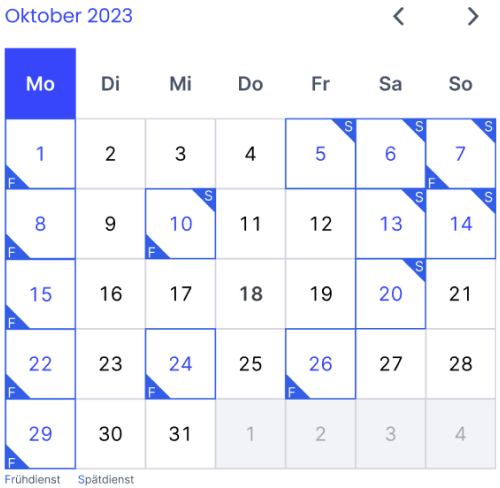 Oktober 2023
Mo Di Mi Do Fr Sa So
S S S
1 2 3 4 5 6 7
F F
S S S
8 9 10 11 12 13 14
F F
S
15 16 17 18 19 20 21
F
22 23 24 25 26 27 28
F F F
29 30 31 1 2 3 4
F
Frühdienst Spätdienst